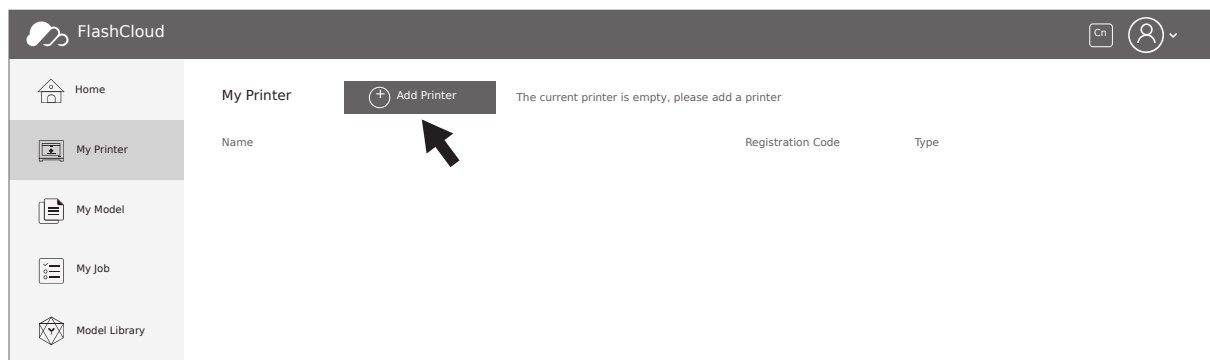 FlashCloud
Cn
Home
My Printer
My Model
My Job
Model Library
My Printer
Add Printer
The current printer is empty, please add a printer
Name
Registration Code
Type